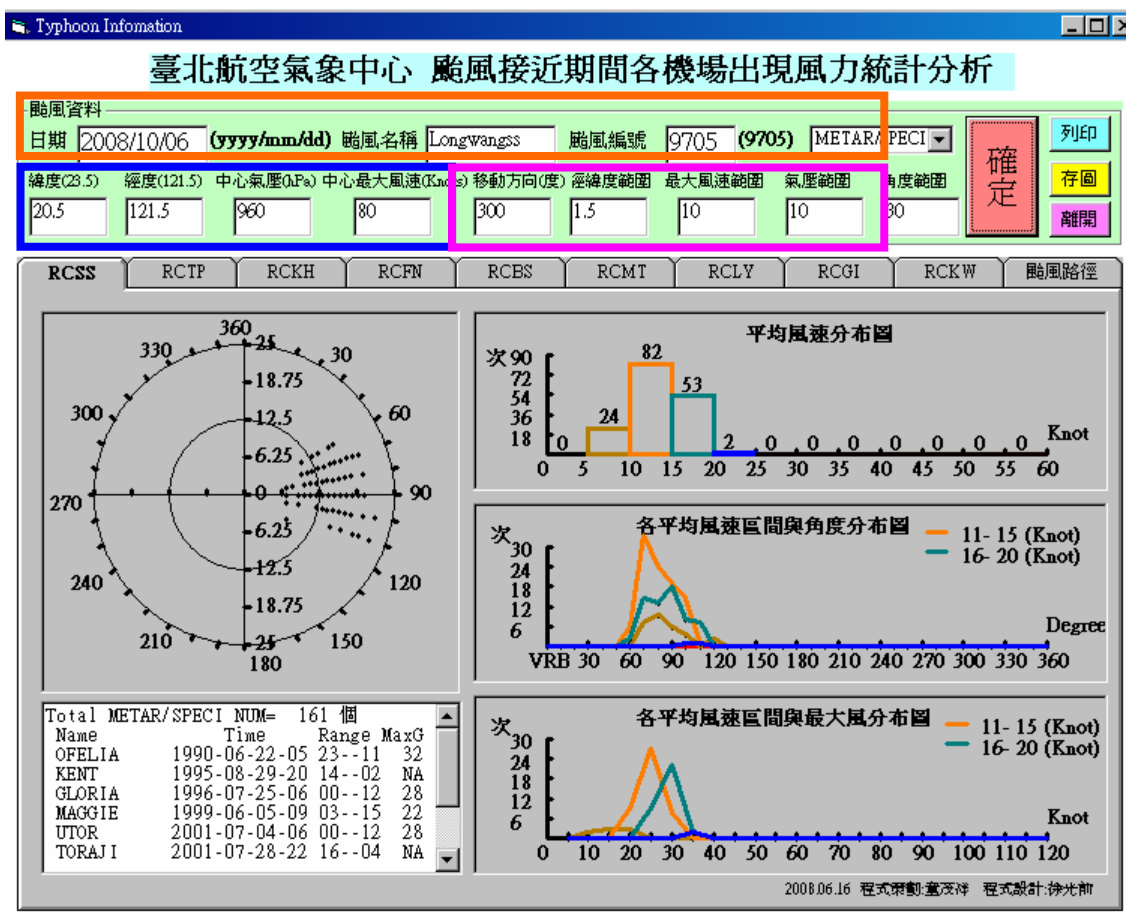 Typhoon Infomation
臺北航空氣象中心 颱風接近期間各機場出現風力統計分析
颱風資料
日期 2008/10/06 (yyyy/mm/dd) 颱風名稱 Longwangss 颱風編號 9705 (9705) METAR/SPECI
確定
列印
存圖
離開
緯度(23.5) 經度(121.5) 中心氣壓(hPa) 中心最大風速(Knots) 移動方向(度) 經緯度範圍 最大風速範圍 氣壓範圍 角度範圍
20.5 121.5 960 80 300 1.5 10 10 30
RCSS RCTP RCKH RCFN RCBS RCMT RCLY RCGI RCKW 颱風路徑
360
330 30
300 60
270 90
240 120
210 150
180
25
18.75
12.5
6.25
0
6.25
12.5
18.75
25
平均風速分布圖
次 90
72
54
36
18
0 24 82 53 2 0 0 0 0 0 0 0
Knot
0 5 10 15 20 25 30 35 40 45 50 55 60
各平均風速區間與角度分布圖
次
30
24
18
12
6
11- 15 (Knot)
16- 20 (Knot)
Degree
VRB 30 60 90 120 150 180 210 240 270 300 330 360
Total METAR/SPECI NUM= 161 個
Name Time Range MaxG
OFELIA 1990-06-22-05 23--11 32
KENT 1995-08-29-20 14--02 NA
GLORIA 1996-07-25-06 00--12 28
MAGGIE 1999-06-05-09 03--15 22
UTOR 2001-07-04-06 00--12 28
TORAJI 2001-07-28-22 16--04 NA
各平均風速區間與最大風分布圖
次
30
24
18
12
6
11- 15 (Knot)
16- 20 (Knot)
Knot
0 10 20 30 40 50 60 70 80 90 100 110 120
2008.06.16 程式策劃:童茂祥 程式設計:徐光前